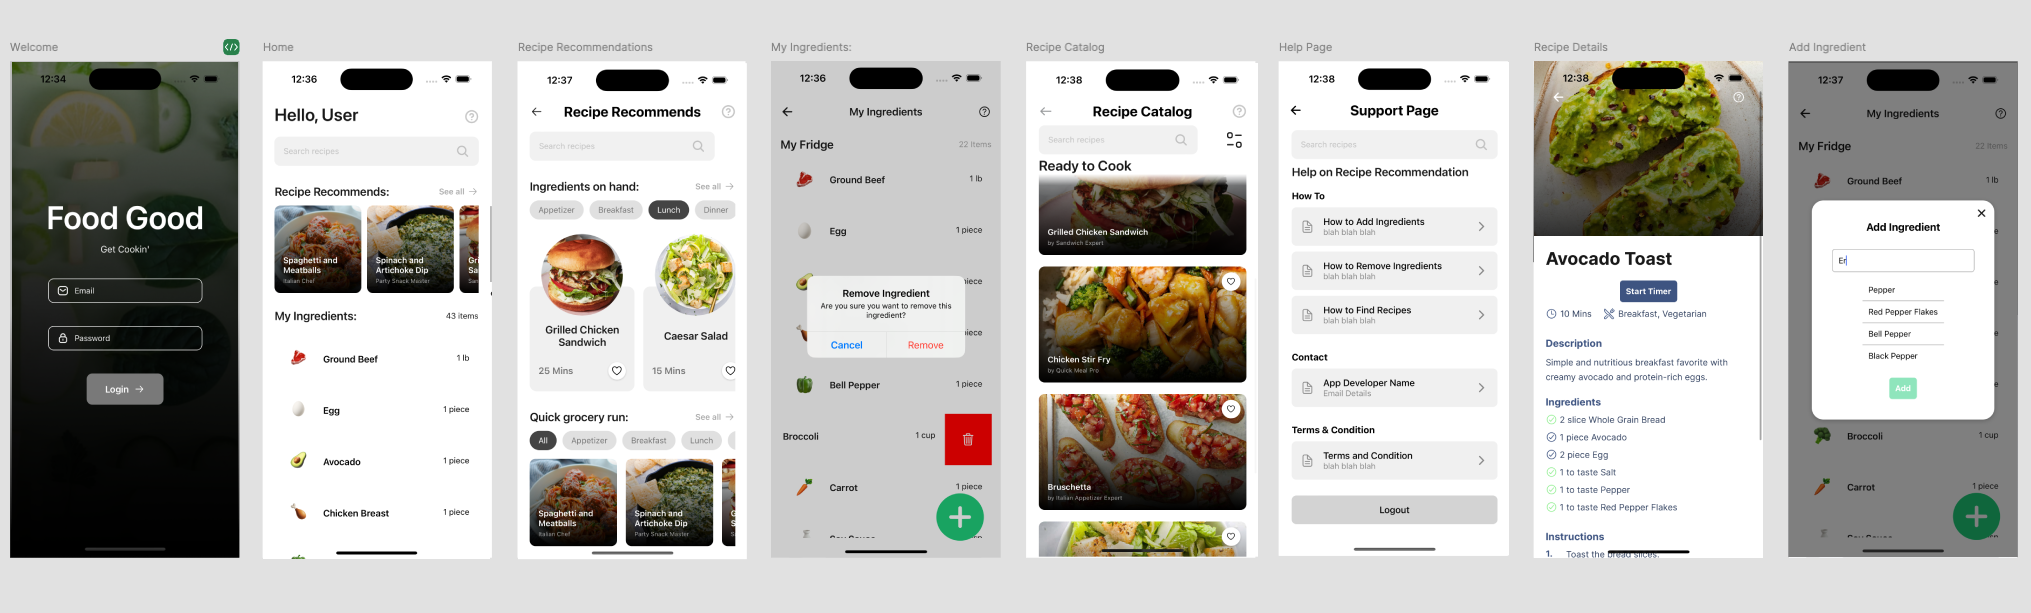 Welcome
12:34
Food Good
Get Cookin'
Email
Password
Login
Home
12:36
Hello, User
Search recipes
Recipe Recommends:
See all
Spaghetti and
Meatballs
Italian Chef
Spinach and
Artichoke Dip
Party Snack Master
Gri
Sa
San
My Ingredients:
43 items
Ground Beef
1 lb
Egg
1 piece
Avocado
1 piece
Chicken Breast
1 piece
Recipe Recommendations
12:37
Recipe Recommends
Search recipes
Ingredients on hand:
See all
Appetizer
Breakfast
Lunch
Dinner
Grilled Chicken
Sandwich
25 Mins
Caesar Salad
15 Mins
Quick grocery run:
See all
All
Appetizer
Breakfast
Lunch
Spaghetti and
Meatballs
Italian Chef
Spinach and
Artichoke Dip
Party Snack Master
G
Sa
My Ingredients:
12:36
My Ingredients
My Fridge
22 Items
Ground Beef
1 lb
Egg
1 piece
iece
Remove Ingredient
Are you sure you want to remove this
ingredient?
Cancel
Remove
iece
Bell Pepper
1 piece
Broccoli
1 cup
Carrot
1 piece
Soy Sauce
Recipe Catalog
12:38
Recipe Catalog
Search recipes
Ready to Cook
Grilled Chicken Sandwich
by Sandwich Expert
Chicken Stir Fry
by Quick Meal Pro
Bruschetta
by Italian Appetizer Expert
Help Page
12:38
Support Page
Search recipes
Help on Recipe Recommendation
How To
How to Add Ingredients
blah blah blah
How to Remove Ingredients
blah blah blah
How to Find Recipes
blah blah blah
Contact
App Developer Name
Email Details
Terms & Condition
Terms and Condition
blah blah blah
Logout
Recipe Details
12:38
Avocado Toast
Start Timer
10 Mins
Breakfast, Vegetarian
Description
Simple and nutritious breakfast favorite with
creamy avocado and protein-rich eggs.
Ingredients
2 slice Whole Grain Bread
1 piece Avocado
2 piece Egg
1 to taste Salt
1 to taste Pepper
1 to taste Red Pepper Flakes
Instructions
1. Toast the bread slices.
Add Ingredient
12:37
My Ingredients
My Fridge
22 Items
Ground Beef
1 lb
Add Ingredient
Er
Pepper
Red Pepper Flakes
Bell Pepper
Black Pepper
Add
Broccoli
1 cup
Carrot
1 piece